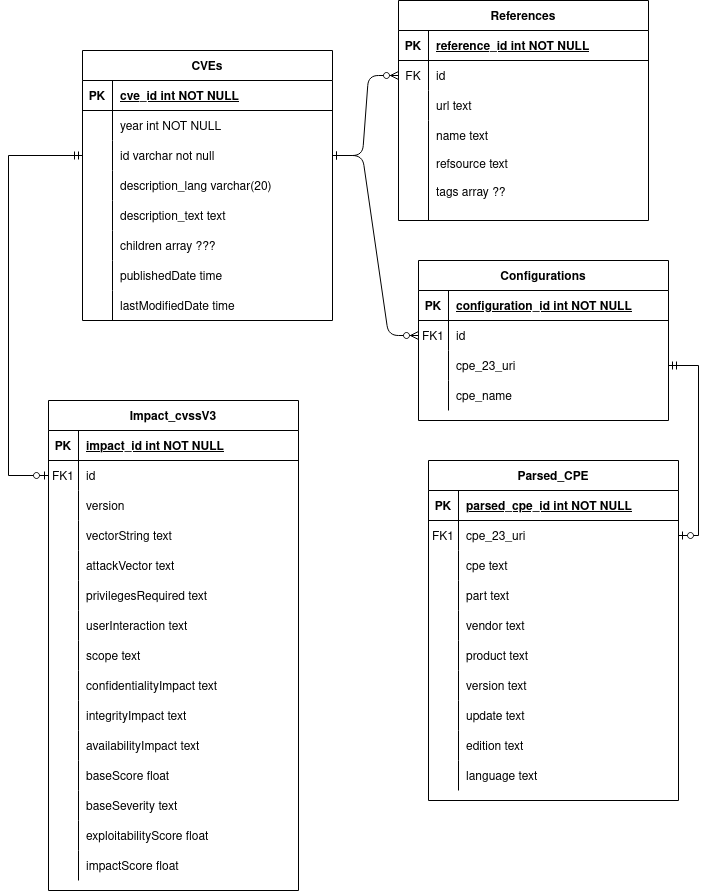 CVEs
PK cve_id int NOT NULL
year int NOT NULL
id varchar not null
description_lang varchar(20)
description_text text
children array ???
publishedDate time
lastModifiedDate time
References
PK reference_id int NOT NULL
FK id
url text
name text
refsource text
tags array ??
Configurations
PK configuration_id int NOT NULL
FK1 id
cpe_23_uri
cpe_name
Impact_cvssV3
PK impact_id int NOT NULL
FK1 id
version
vectorString text
attackVector text
privilegesRequired text
userInteraction text
scope text
confidentialityImpact text
integrityImpact text
availabilityImpact text
baseScore float
baseSeverity text
exploitabilityScore float
impactScore float
Parsed_CPE
PK parsed_cpe_id int NOT NULL
FK1 cpe_23_uri
cpe text
part text
vendor text
product text
version text
update text
edition text
language text